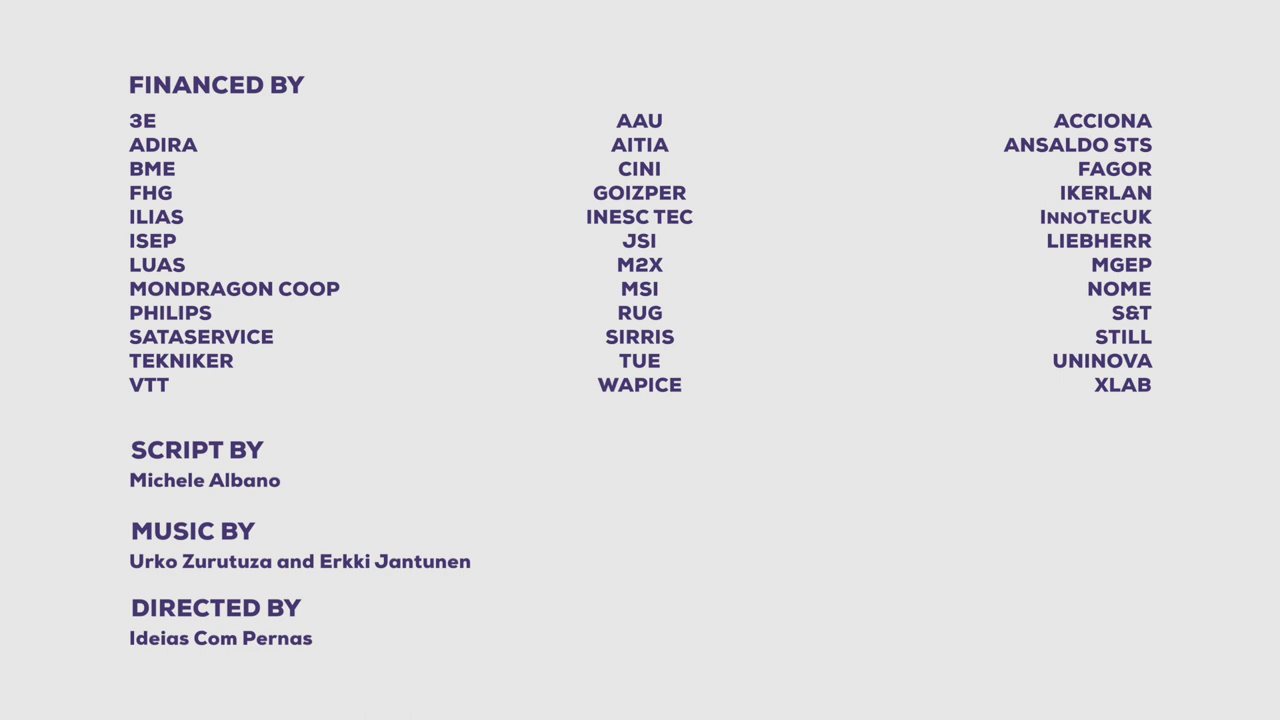 FINANCED BY
3E AAU ACCIONA
ADIRA AITIA ANSALDO STS
BME CINI FAGOR
FHG GOIZPER IKERLAN
ILIAS INESC TEC INNOTECUK
ISEP JSI LIEBHERR
LUAS M2X MGEP
MONDRAGON COOP MSI NOME
PHILIPS RUG S&T
SATASERVICE SIRRIS STILL
TEKNIKER TUE UNINOVA
VTT WAPICE XLAB
SCRIPT BY
Michele Albano
MUSIC BY
Urko Zurutuza and Erkki Jantunen
DIRECTED BY
Ideias Com Pernas